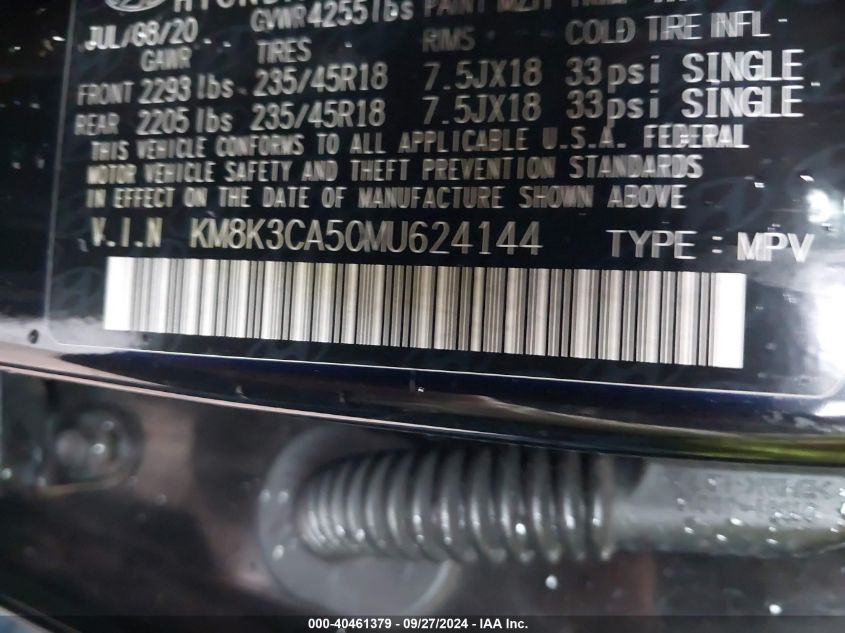 HYUNDAI
JUL/08/20 GVWR 4255lbs PAINT
GAWR TIRES RIMS COLD TIRE INFL -
FRONT 2293 lbs 235/45R18 7.5JX18 33psi SINGLE
REAR 2205 lbs 235/45R18 7.5JX18 33psi SINGLE
THIS VEHICLE CONFORMS TO ALL APPLICABLE U.S.A. FEDERAL
MOTOR VEHICLE SAFETY AND THEFT PREVENTION STANDARDS
IN EFFECT ON THE DATE OF MANUFACTURE SHOWN ABOVE
V.I.N KM8K3CA50MU624144 TYPE : MPV
000-40461379 - 09/27/2024 - IAA Inc.